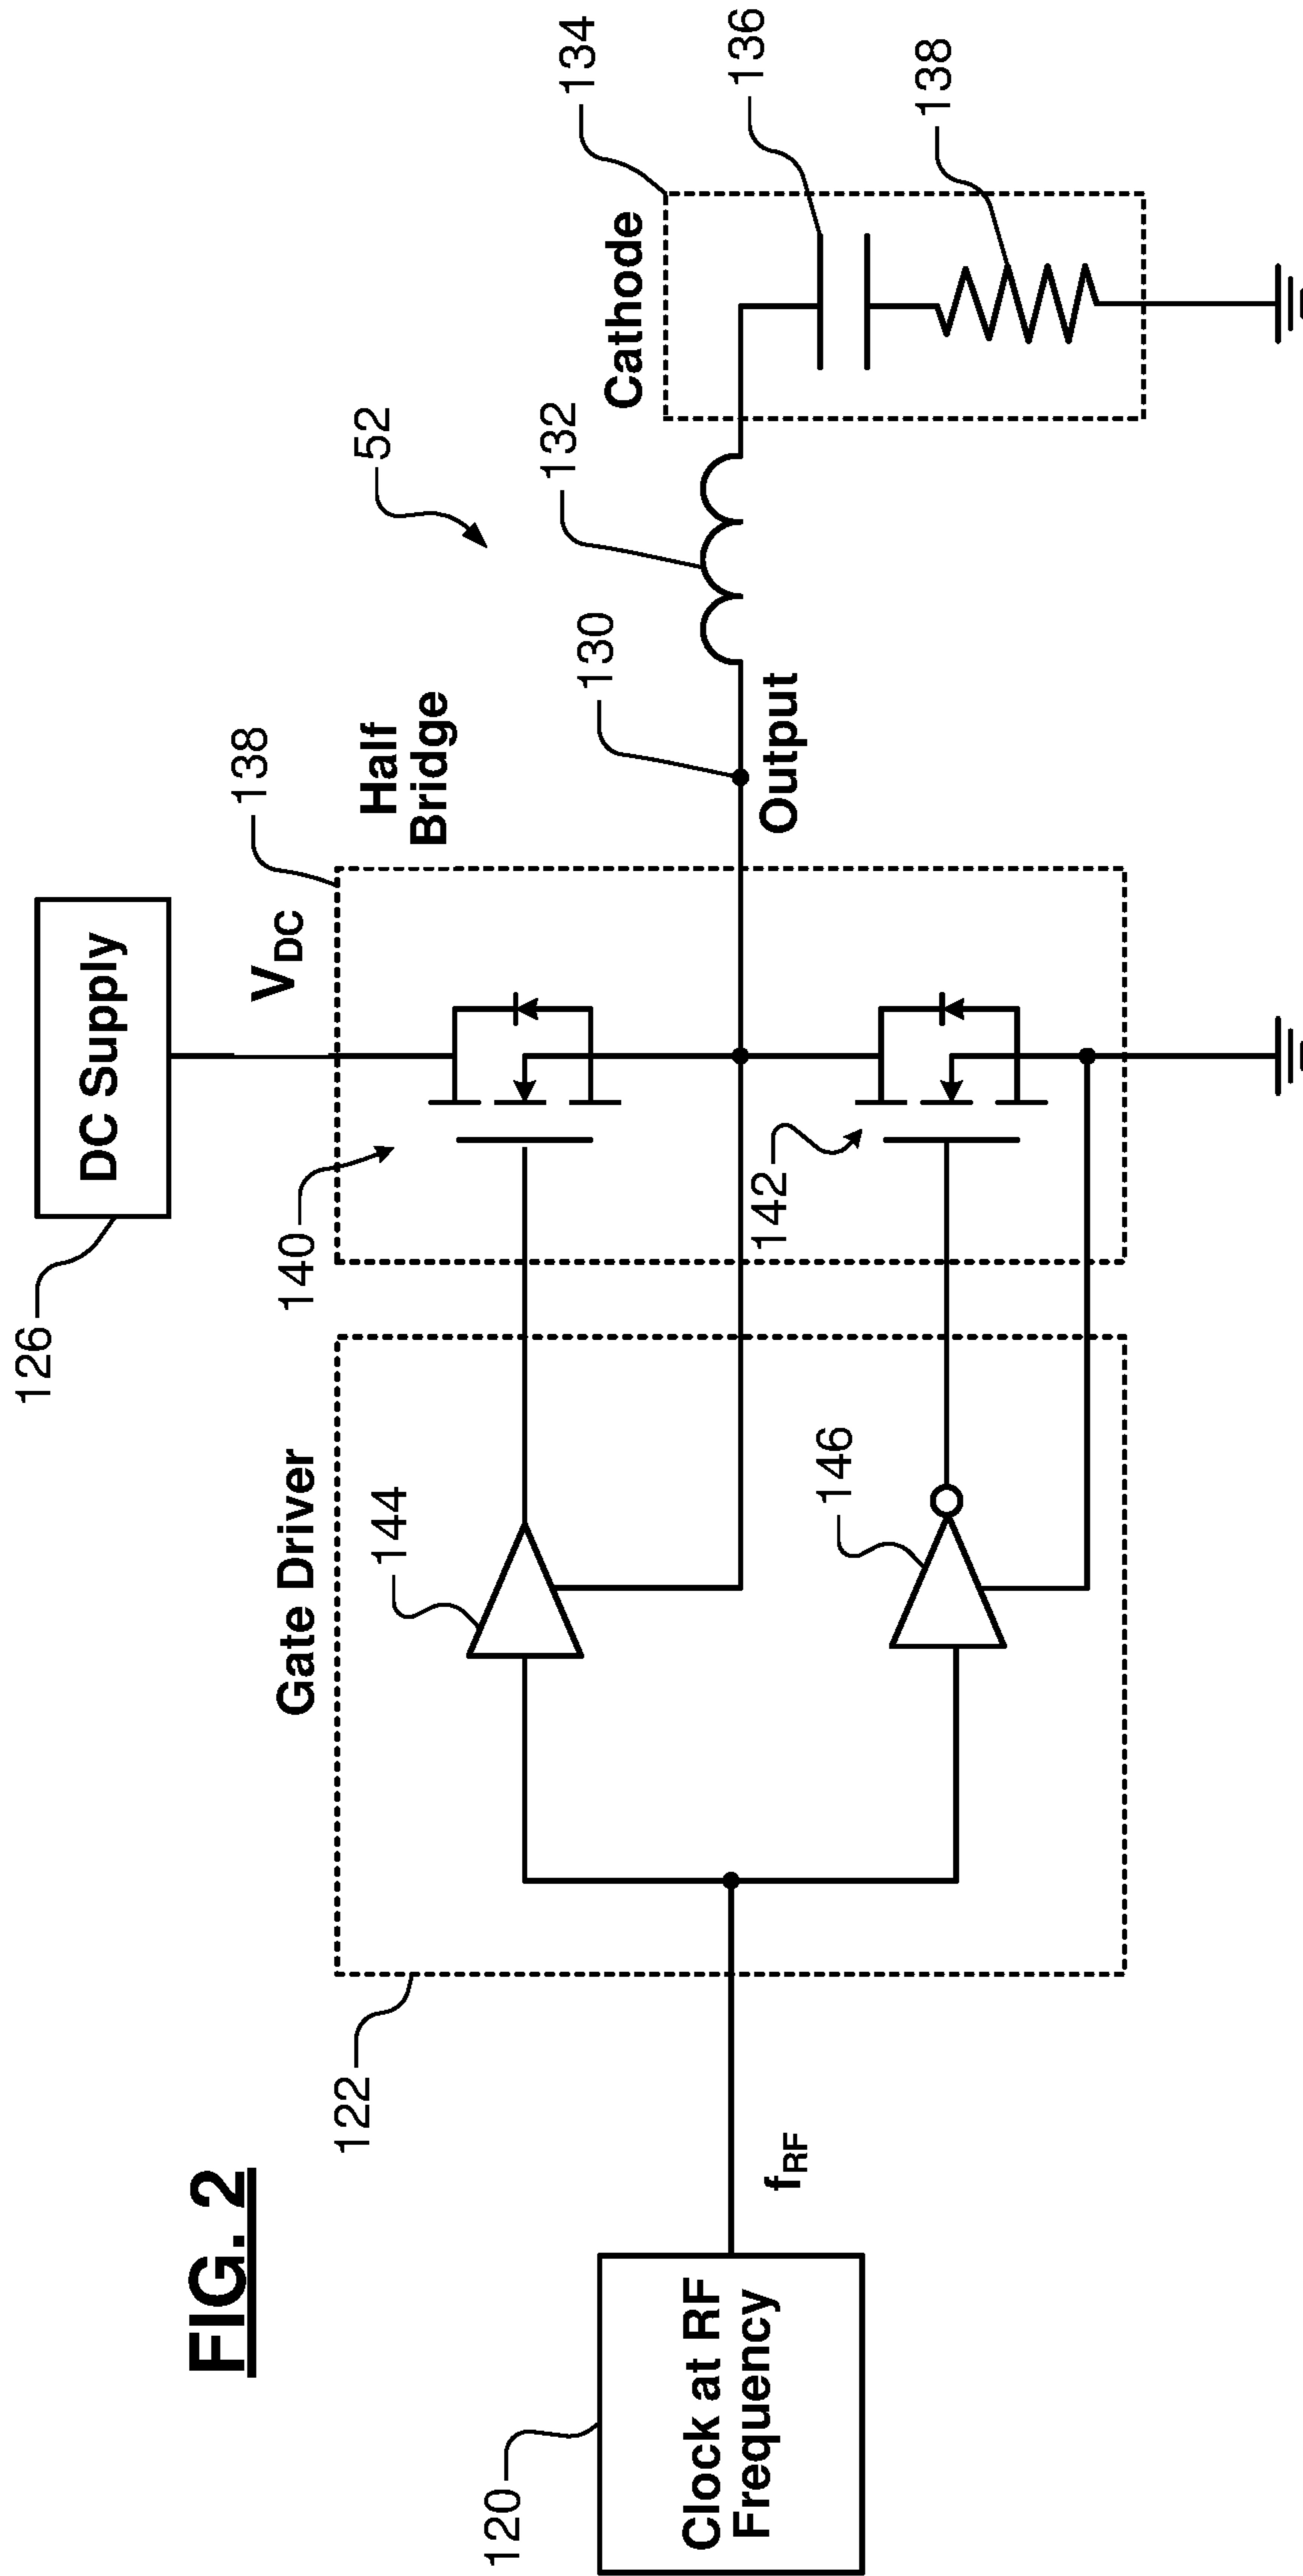 FIG. 2
126
DC Supply
V_DC
138
Half
Bridge
52
134
Cathode
136
138
132
130
Output
140
142
Gate Driver
144
146
122
120
Clock at RF
Frequency
f_RF